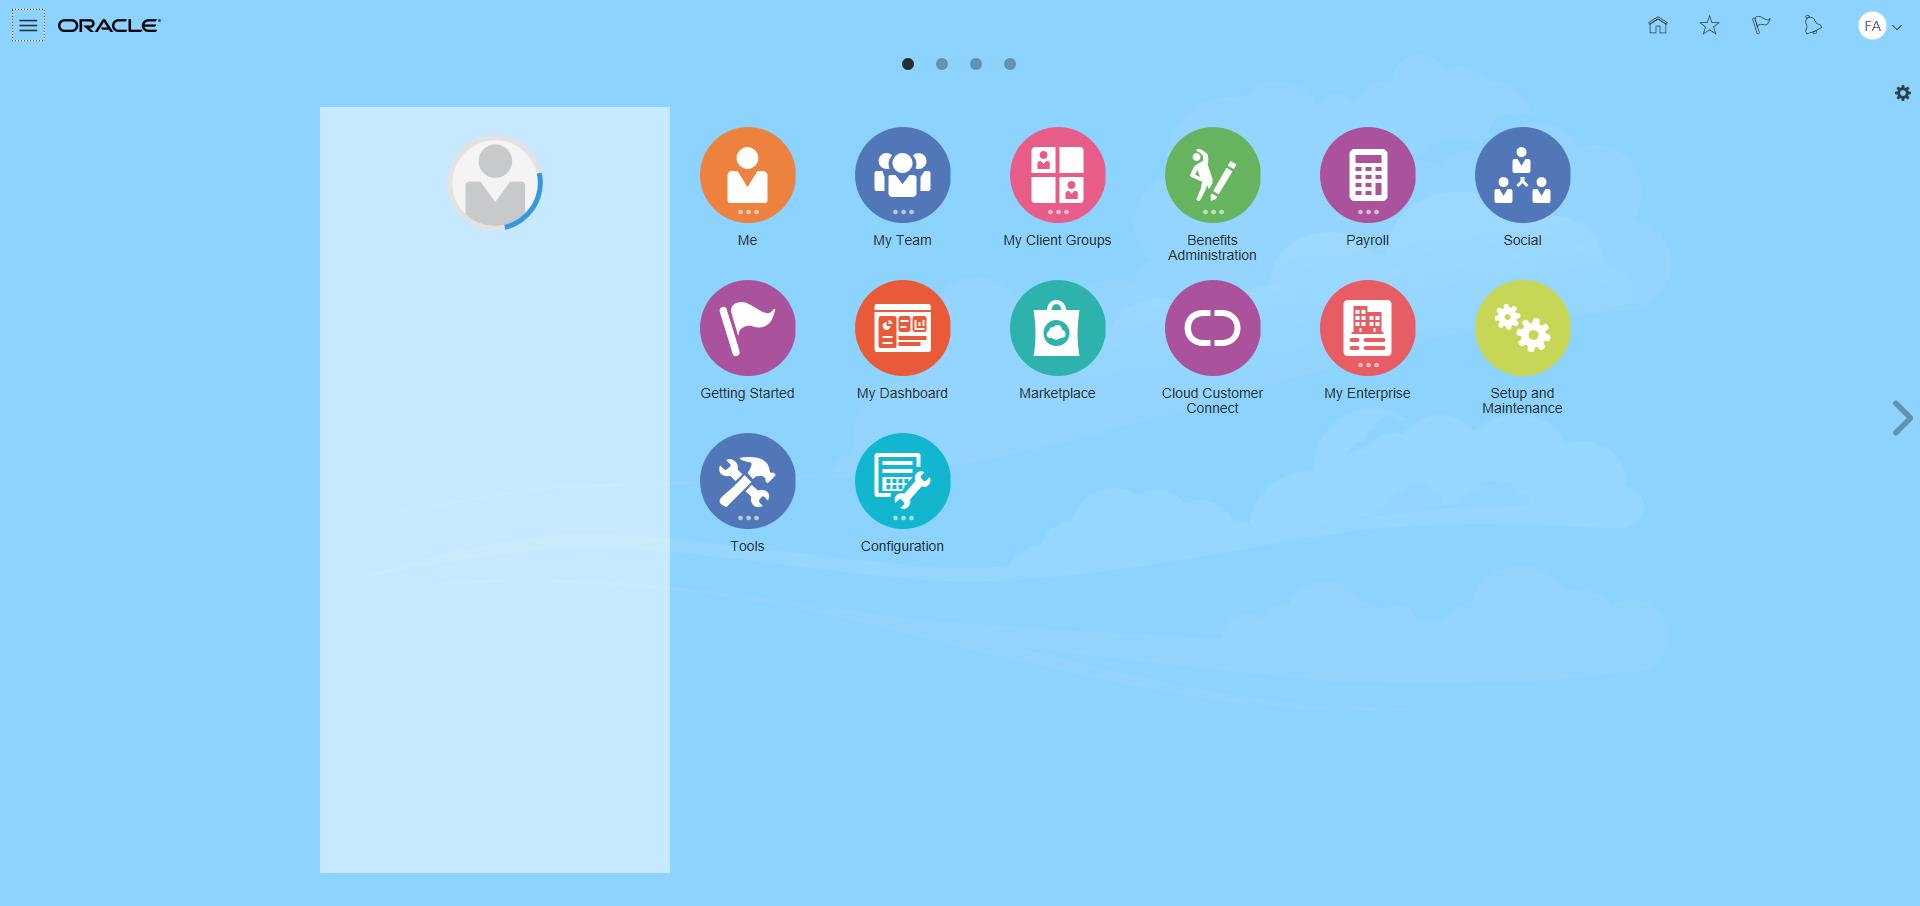 ORACLE
FA
Me
My Team
My Client Groups
Benefits
Administration
Payroll
Social
Getting Started
My Dashboard
Marketplace
Cloud Customer
Connect
My Enterprise
Setup and
Maintenance
Tools
Configuration